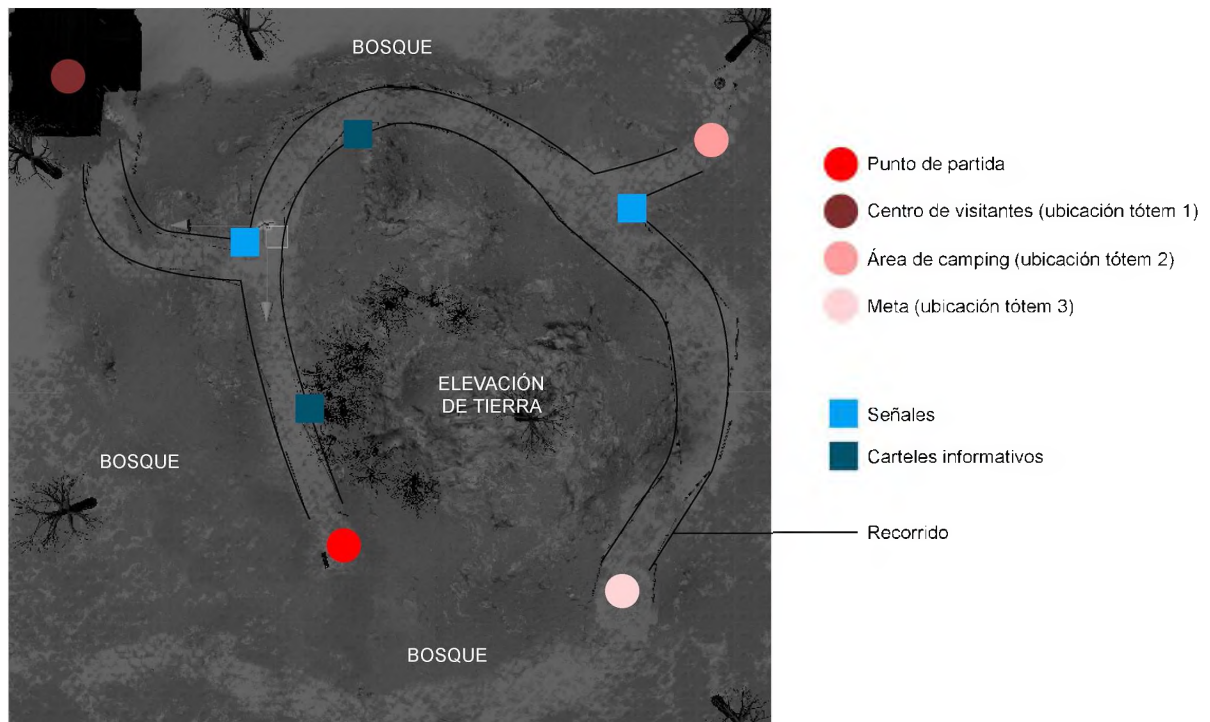 BOSQUE
ELEVACIÓN
DE TIERRA
BOSQUE
BOSQUE
Punto de partida
Centro de visitantes (ubicación tótem 1)
Área de camping (ubicación tótem 2)
Meta (ubicación tótem 3)
Señales
Carteles informativos
Recorrido